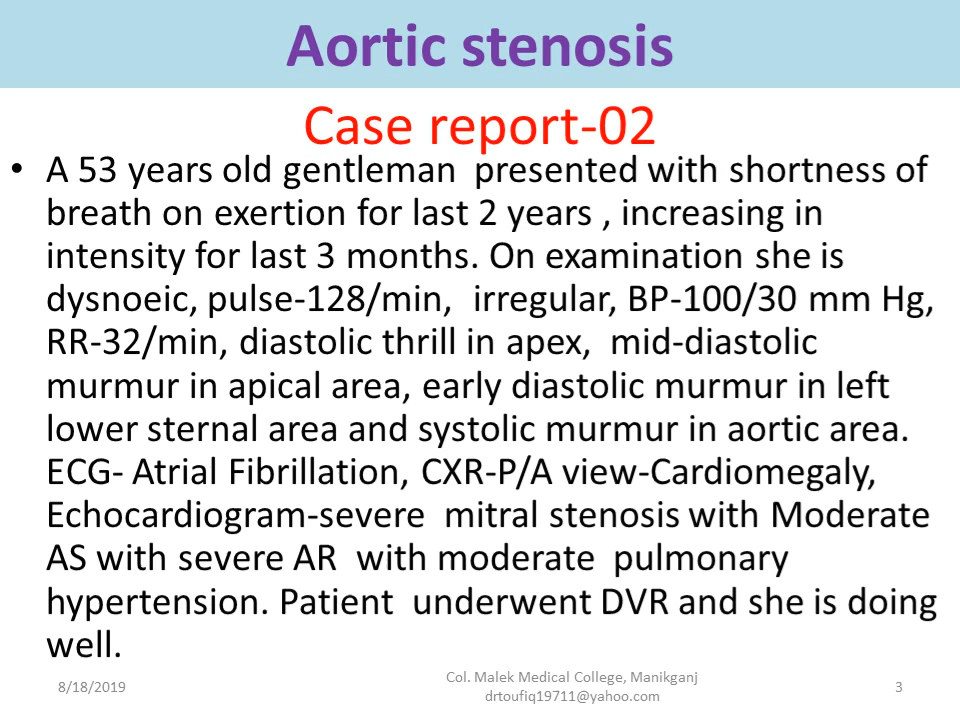 Aortic stenosis
Case report-02
• A 53 years old gentleman  presented with shortness of
breath on exertion for last 2 years , increasing in
intensity for last 3 months. On examination she is
dysnoeic, pulse-128/min,  irregular, BP-100/30 mm Hg,
RR-32/min, diastolic thrill in apex,  mid-diastolic
murmur in apical area, early diastolic murmur in left
lower sternal area and systolic murmur in aortic area.
ECG- Atrial Fibrillation, CXR-P/A view-Cardiomegaly,
Echocardiogram-severe  mitral stenosis with Moderate
AS with severe AR  with moderate  pulmonary
hypertension. Patient  underwent DVR and she is doing
well.
8/18/2019
Col. Malek Medical College, Manikganj
drtoufiq19711@yahoo.com
3